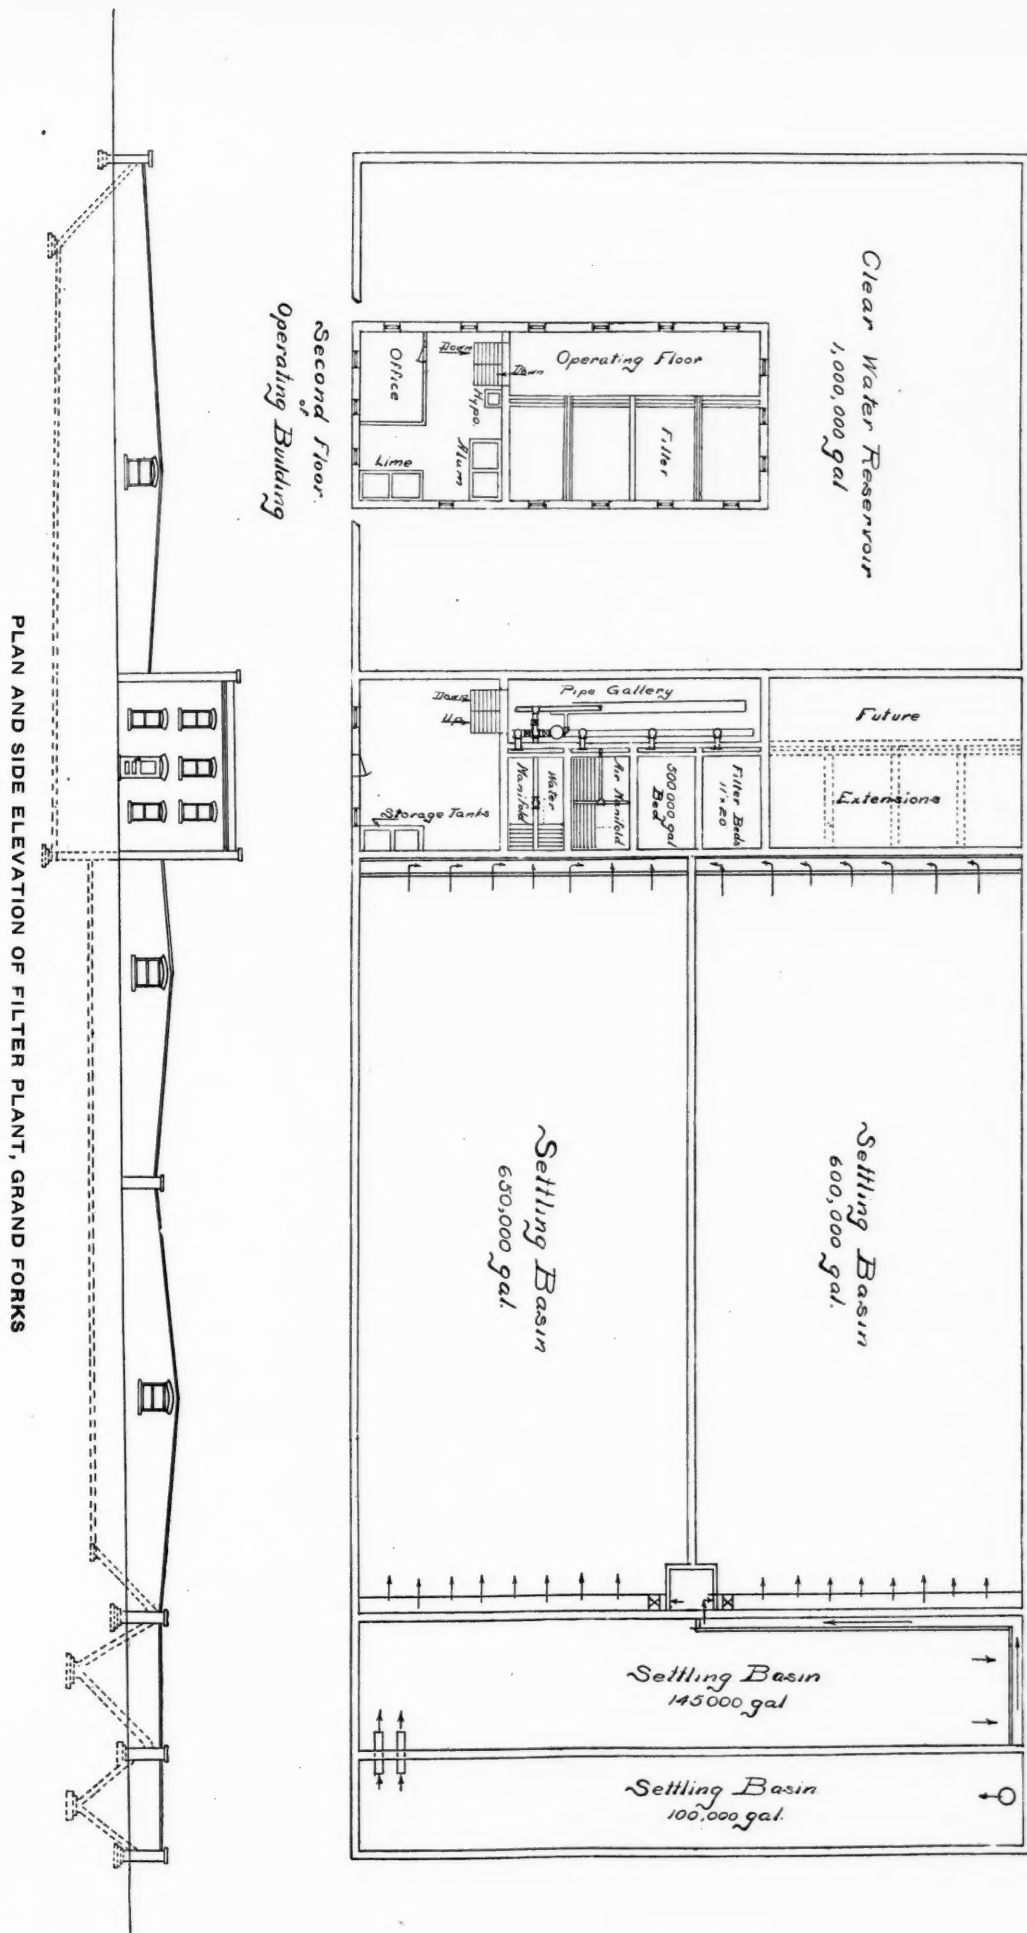 Clear Water Reservoir
1,000,000 gal
Operating Floor
Office
Down
Down
Hypo.
Alum
Lime
Filter
Second Floor
of
Operating Building
Pipe Gallery
Down
Up
Storage Tanks
Water
Manifold
Air Manifold
500000 gal
Bed
Filter Beds
11' x 20
Future
Extensions
Settling Basin
600,000 gal.
Settling Basin
650,000 gal.
Settling Basin
145000 gal
Settling Basin
100,000 gal.
PLAN AND SIDE ELEVATION OF FILTER PLANT, GRAND FORKS